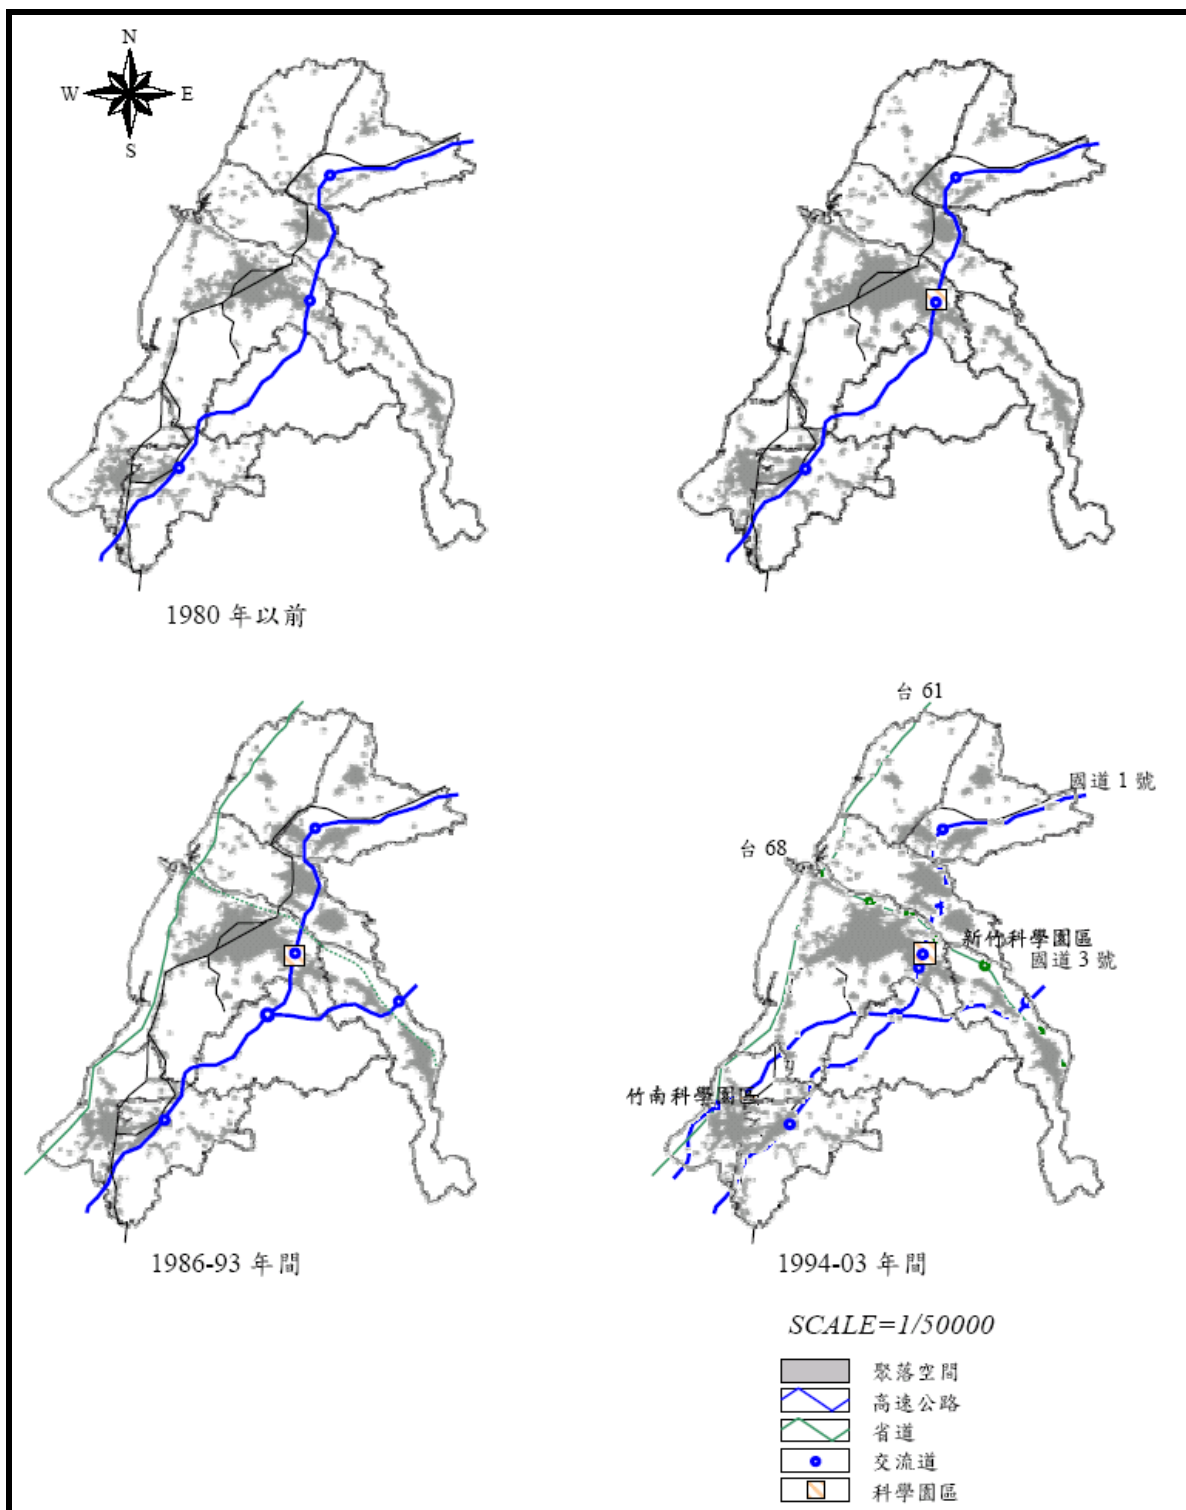 N
W E
S
1980 年以前
台 61
國道 1 號
台 68
新竹科學園區
國道 3 號
竹南科學園區
1986-93 年間
1994-03 年間
SCALE=1/50000
聚落空間
高速公路
省道
交流道
科學園區